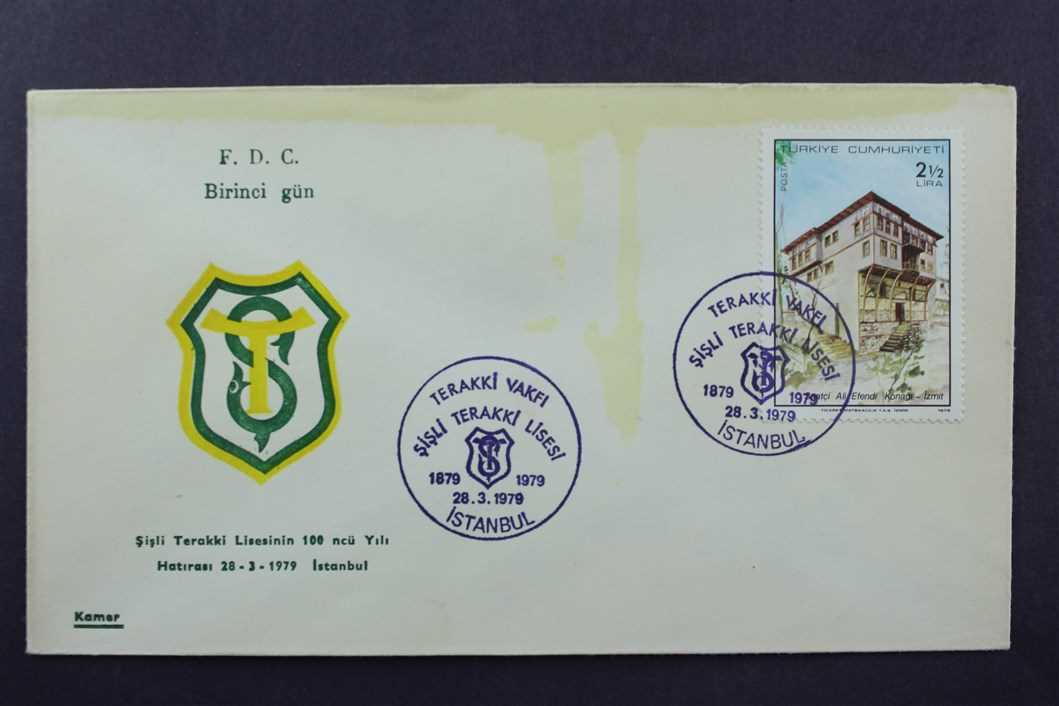 F. D. C.
Birinci gün
Şişli Terakki Lisesinin 100 ncü Yılı
Hatırası 28 - 3 - 1979 İstanbul
Kamer
TERAKKİ VAKFI
ŞİŞLİ TERAKKİ LİSESİ
1879 1979
28.3.1979
İSTANBUL
TÜRKİYE CUMHURİYETİ
POSTA
2 1/2
LİRA
Ali Efendi Konağı - İzmit
1979
TERAKKİ VAKFI
ŞİŞLİ TERAKKİ LİSESİ
1879 1979
28.3.1979
İSTANBUL